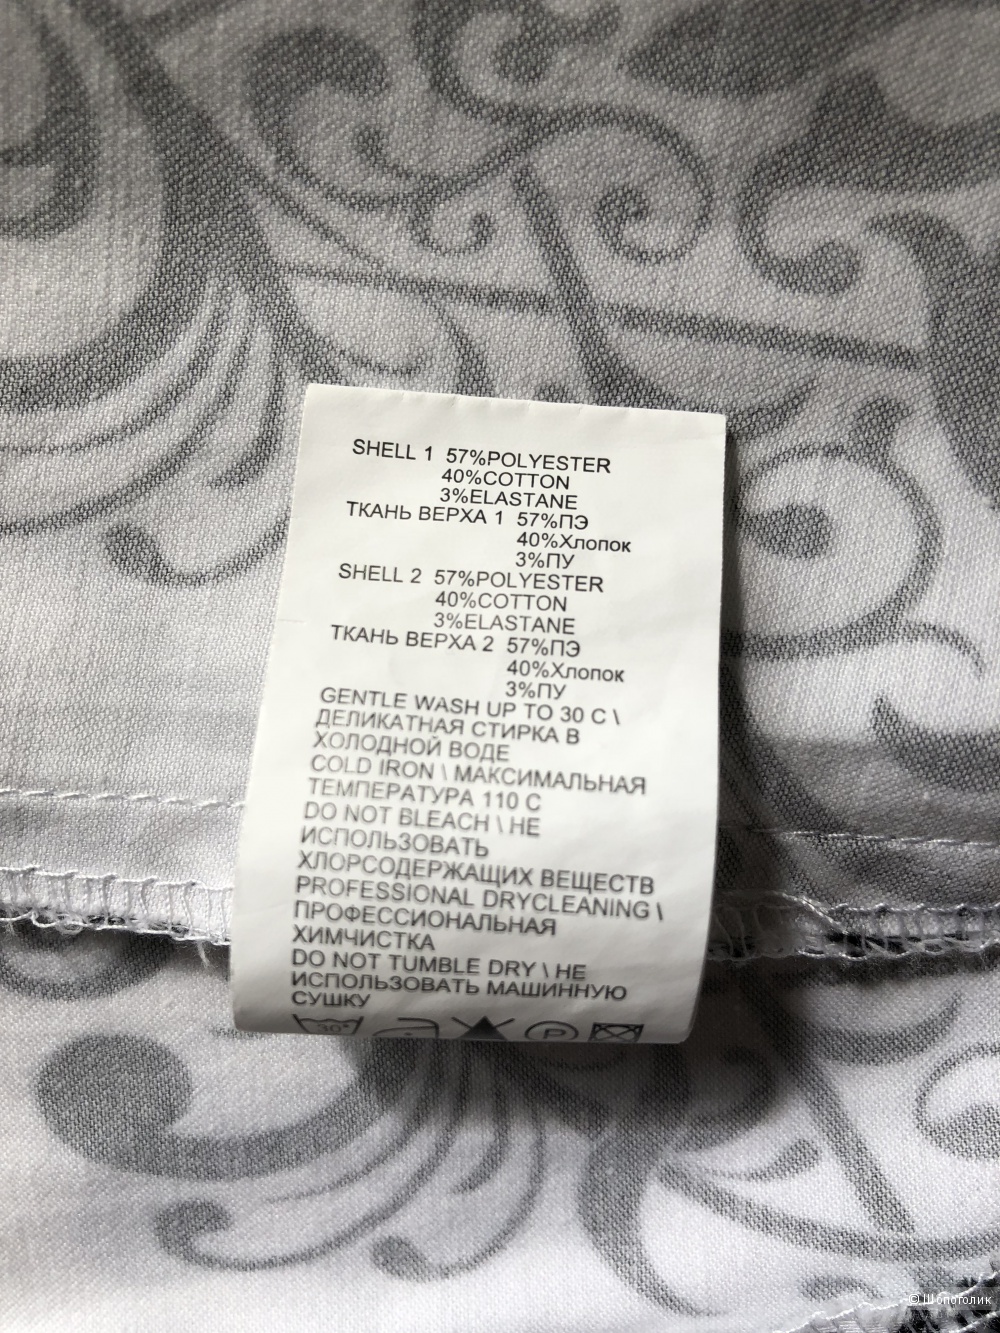 SHELL 1 57%POLYESTER
40%COTTON
3%ELASTANE
ТКАНЬ ВЕРХА 1 57%ПЭ
40%Хлопок
3%ПУ
SHELL 2 57%POLYESTER
40%COTTON
3%ELASTANE
ТКАНЬ ВЕРХА 2 57%ПЭ
40%Хлопок
3%ПУ
GENTLE WASH UP TO 30 C \
ДЕЛИКАТНАЯ СТИРКА В
ХОЛОДНОЙ ВОДЕ
COLD IRON \ МАКСИМАЛЬНАЯ
ТЕМПЕРАТУРА 110 С
DO NOT BLEACH \ НЕ
ИСПОЛЬЗОВАТЬ
ХЛОРСОДЕРЖАЩИХ ВЕЩЕСТВ
PROFESSIONAL DRYCLEANING \
ПРОФЕССИОНАЛЬНАЯ
ХИМЧИСТКА
DO NOT TUMBLE DRY \ НЕ
ИСПОЛЬЗОВАТЬ МАШИННУЮ
СУШКУ
30° P
© Шопоголик